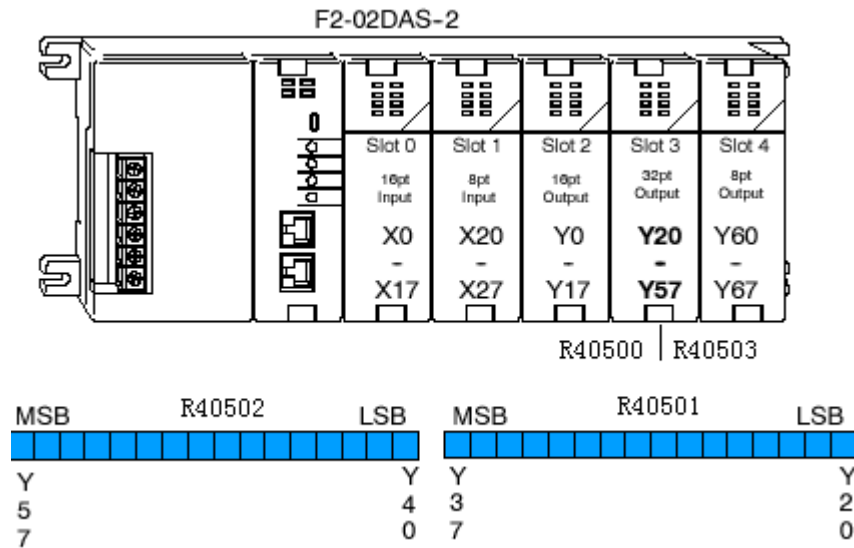 F2-02DAS-2
Slot 0 Slot 1 Slot 2 Slot 3 Slot 4
16pt 8pt 16pt 32pt 8pt
Input Input Output Output Output
X0 X20 Y0 Y20 Y60
- - - - -
X17 X27 Y17 Y57 Y67
R40500 R40503
MSB R40502 LSB MSB R40501 LSB
Y Y Y Y
5 4 3 2
7 0 7 0